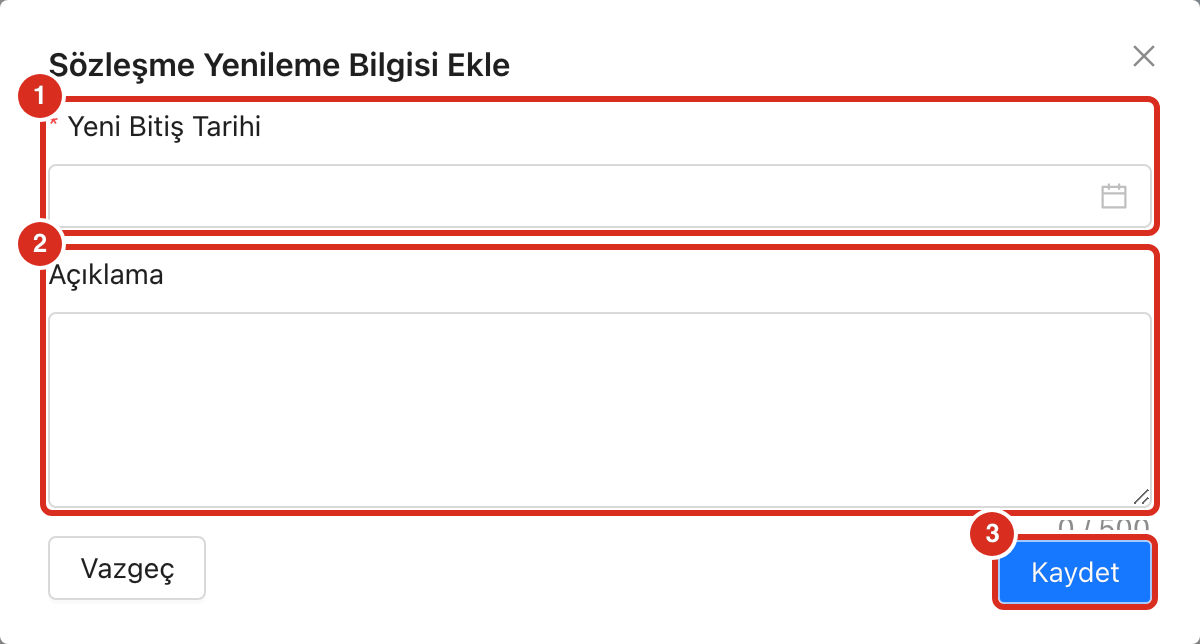 Sözleşme Yenileme Bilgisi Ekle
1
* Yeni Bitiş Tarihi
2
Açıklama
0 / 500
3
Vazgeç
Kaydet